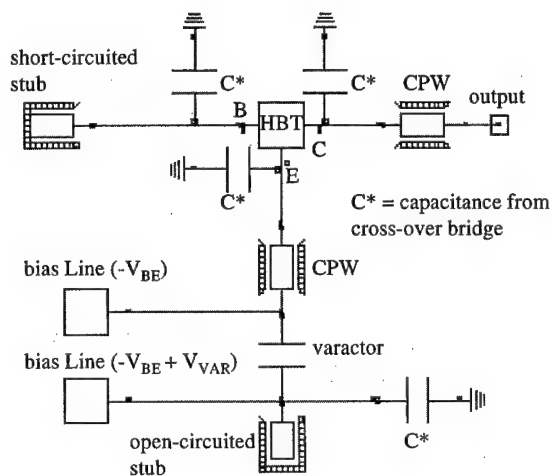 short-circuited
stub
C*
C*
CPW
output
B
HBT
C
E
C*
C* = capacitance from
cross-over bridge
CPW
bias Line (-VBE)
varactor
bias Line (-VBE + VVAR)
C*
open-circuited
stub